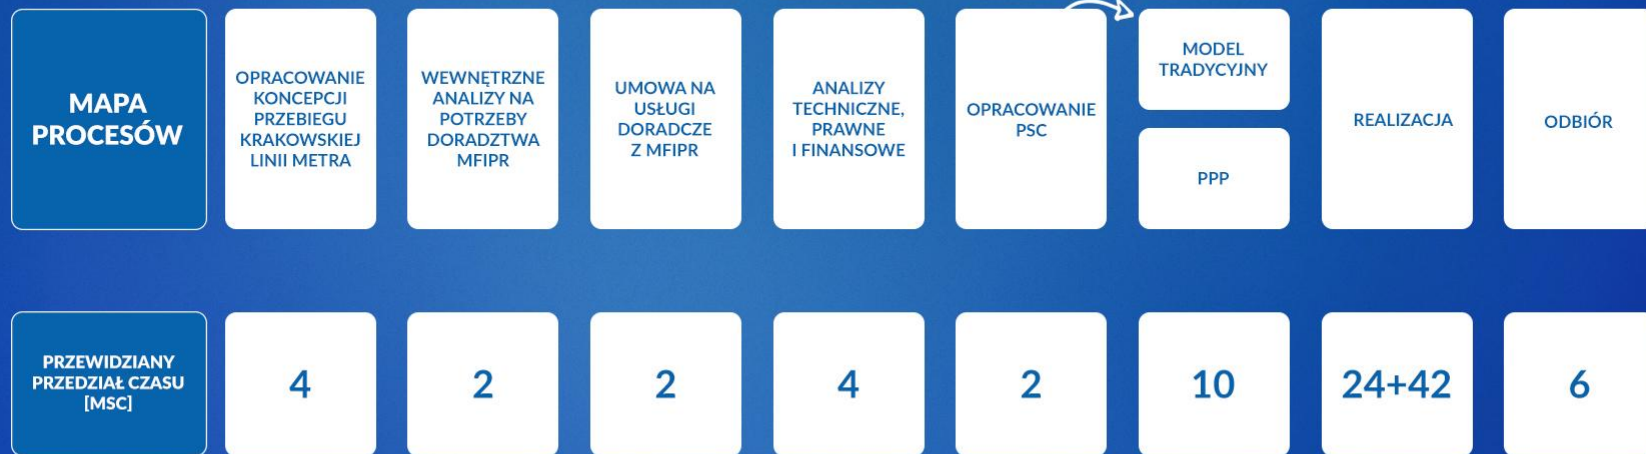 MAPA
PROCESÓW
OPRACOWANIE
KONCEPCJI
PRZEBIEGU
KRAKOWSKIEJ
LINII METRA
WEWNĘTRZNE
ANALIZY NA
POTRZEBY
DORADZTWA
MFIPR
UMOWA NA
USŁUGI
DORADCZE
Z MFIPR
ANALIZY
TECHNICZNE,
PRAWNE
I FINANSOWE
OPRACOWANIE
PSC
MODEL
TRADYCYJNY
PPP
REALIZACJA
ODBIÓR
PRZEWIDZIANY
PRZEDZIAŁ CZASU
[MSC]
4
2
2
4
2
10
24+42
6